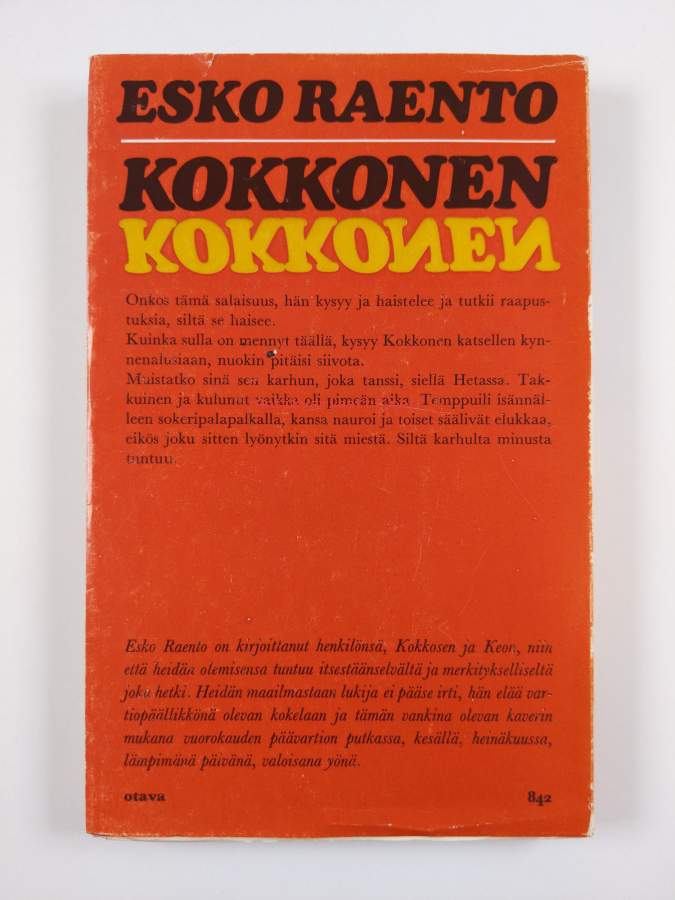 ESKO RAENTO
KOKKONEN
KOKKONEN
Onkos tämä salaisuus, hän kysyy ja haistelee ja tutkii raapus-
tuksia, siltä se haisee.
Kuinka sulla on mennyt täällä, kysyy Kokkonen katsellen kyn-
nenalusiaan, nuokin pitäisi siivota.
Muistatko sinä sen karhun, joka tanssi, siellä Hetassa. Tak-
kuinen ja kulunut vaikka oli pimeän aika. Temppuili isännäl-
leen sokeripalapalkalla, kansa nauroi ja toiset säälivät elukkaa,
eikös joku sitten lyönytkin sitä miestä. Siltä karhulta minusta
tuntuu.
Esko Raento on kirjoittanut henkilönsä, Kokkosen ja Keon, niin
että heidän olemisensa tuntuu itsestäänselvältä ja merkitykselliseltä
joka hetki. Heidän maailmastaan lukija ei pääse irti, hän elää var-
tiopäällikkönä olevan kokelaan ja tämän vankina olevan kaverin
mukana vuorokauden päävartion putkassa, kesällä, heinäkuussa,
lämpimänä päivänä, valoisana yönä.
otava 842